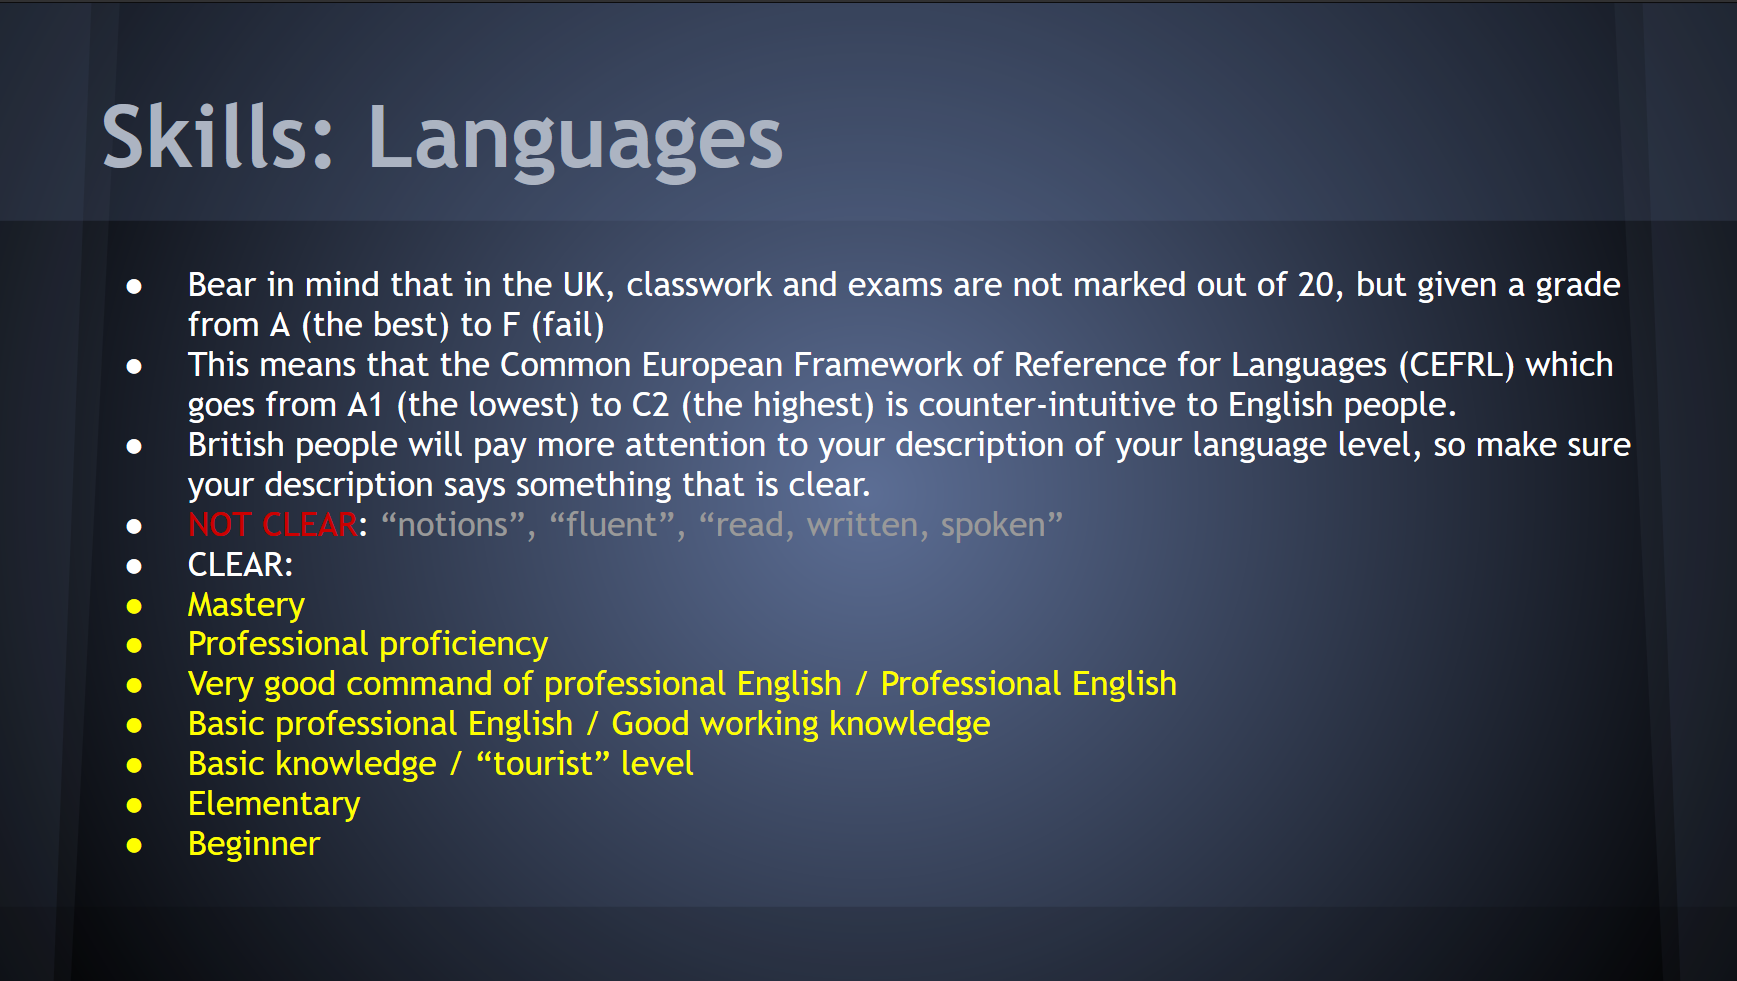 Skills: Languages
● Bear in mind that in the UK, classwork and exams are not marked out of 20, but given a grade
from A (the best) to F (fail)
● This means that the Common European Framework of Reference for Languages (CEFRL) which
goes from A1 (the lowest) to C2 (the highest) is counter-intuitive to English people.
● British people will pay more attention to your description of your language level, so make sure
your description says something that is clear.
● NOT CLEAR: “notions”, “fluent”, “read, written, spoken”
● CLEAR:
● Mastery
● Professional proficiency
● Very good command of professional English / Professional English
● Basic professional English / Good working knowledge
● Basic knowledge / “tourist” level
● Elementary
● Beginner